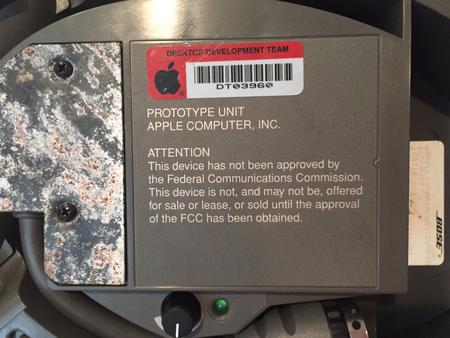 DESKTOP DEVELOPMENT TEAM
DT03960
PROTOTYPE UNIT
APPLE COMPUTER, INC.
ATTENTION
This device has not been approved by
the Federal Communications Commission.
This device is not, and may not be, offered
for sale or lease, or sold until the approval
of the FCC has been obtained.
BOSE